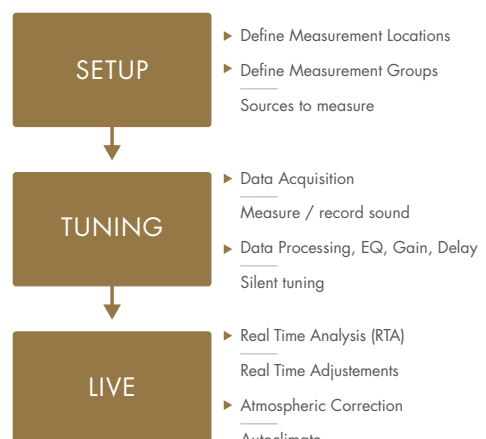 SETUP
Define Measurement Locations
Define Measurement Groups
Sources to measure
TUNING
Data Acquisition
Measure / record sound
Data Processing, EQ, Gain, Delay
Silent tuning
LIVE
Real Time Analysis (RTA)
Real Time Adjustements
Atmospheric Correction
Autoclimate